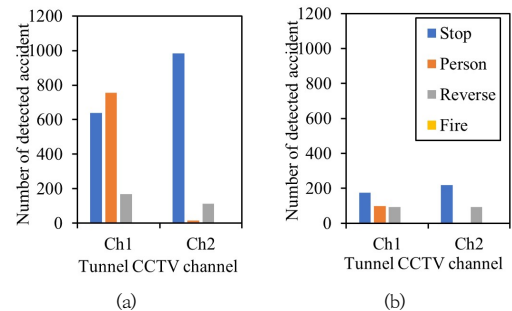 1200
1000
800
600
400
200
0
Number of detected accident
Ch1 Ch2
Tunnel CCTV channel
(a)
1200
1000
800
600
400
200
0
Number of detected accident
Stop
Person
Reverse
Fire
Ch1 Ch2
Tunnel CCTV channel
(b)